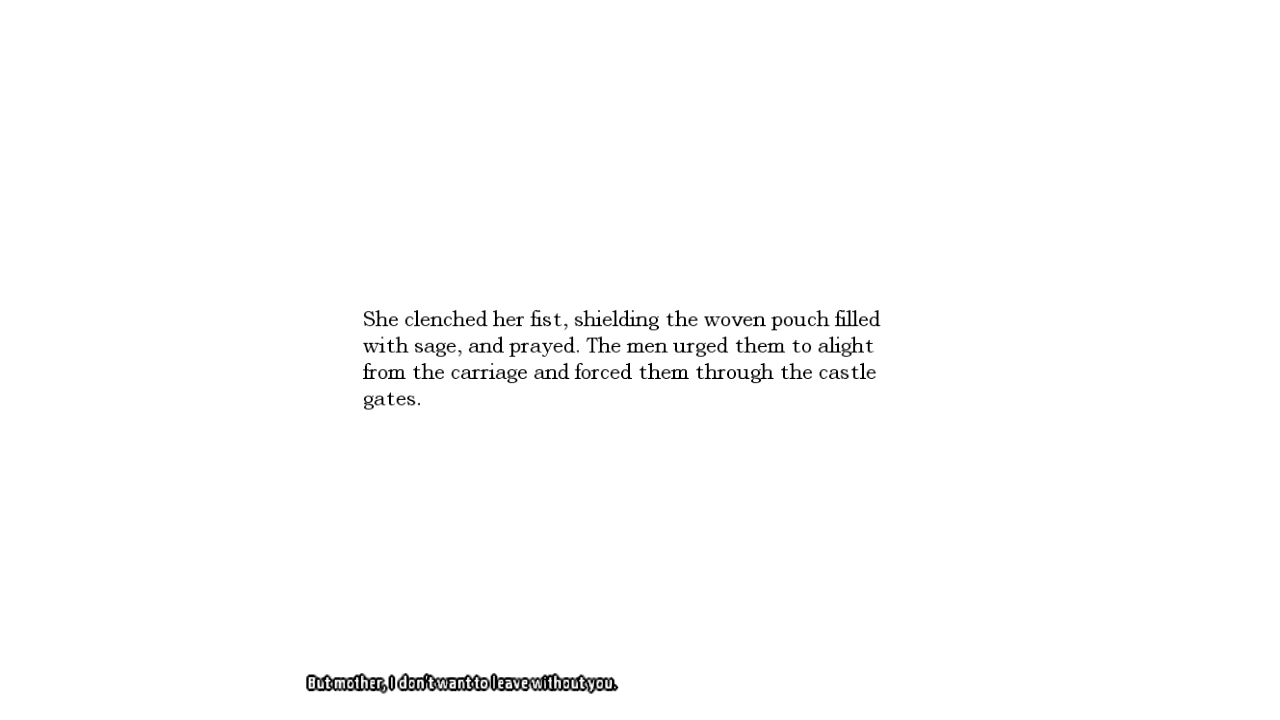 She clenched her fist, shielding the woven pouch filled
with sage, and prayed. The men urged them to alight
from the carriage and forced them through the castle
gates.
But mother, I don't want to leave without you.